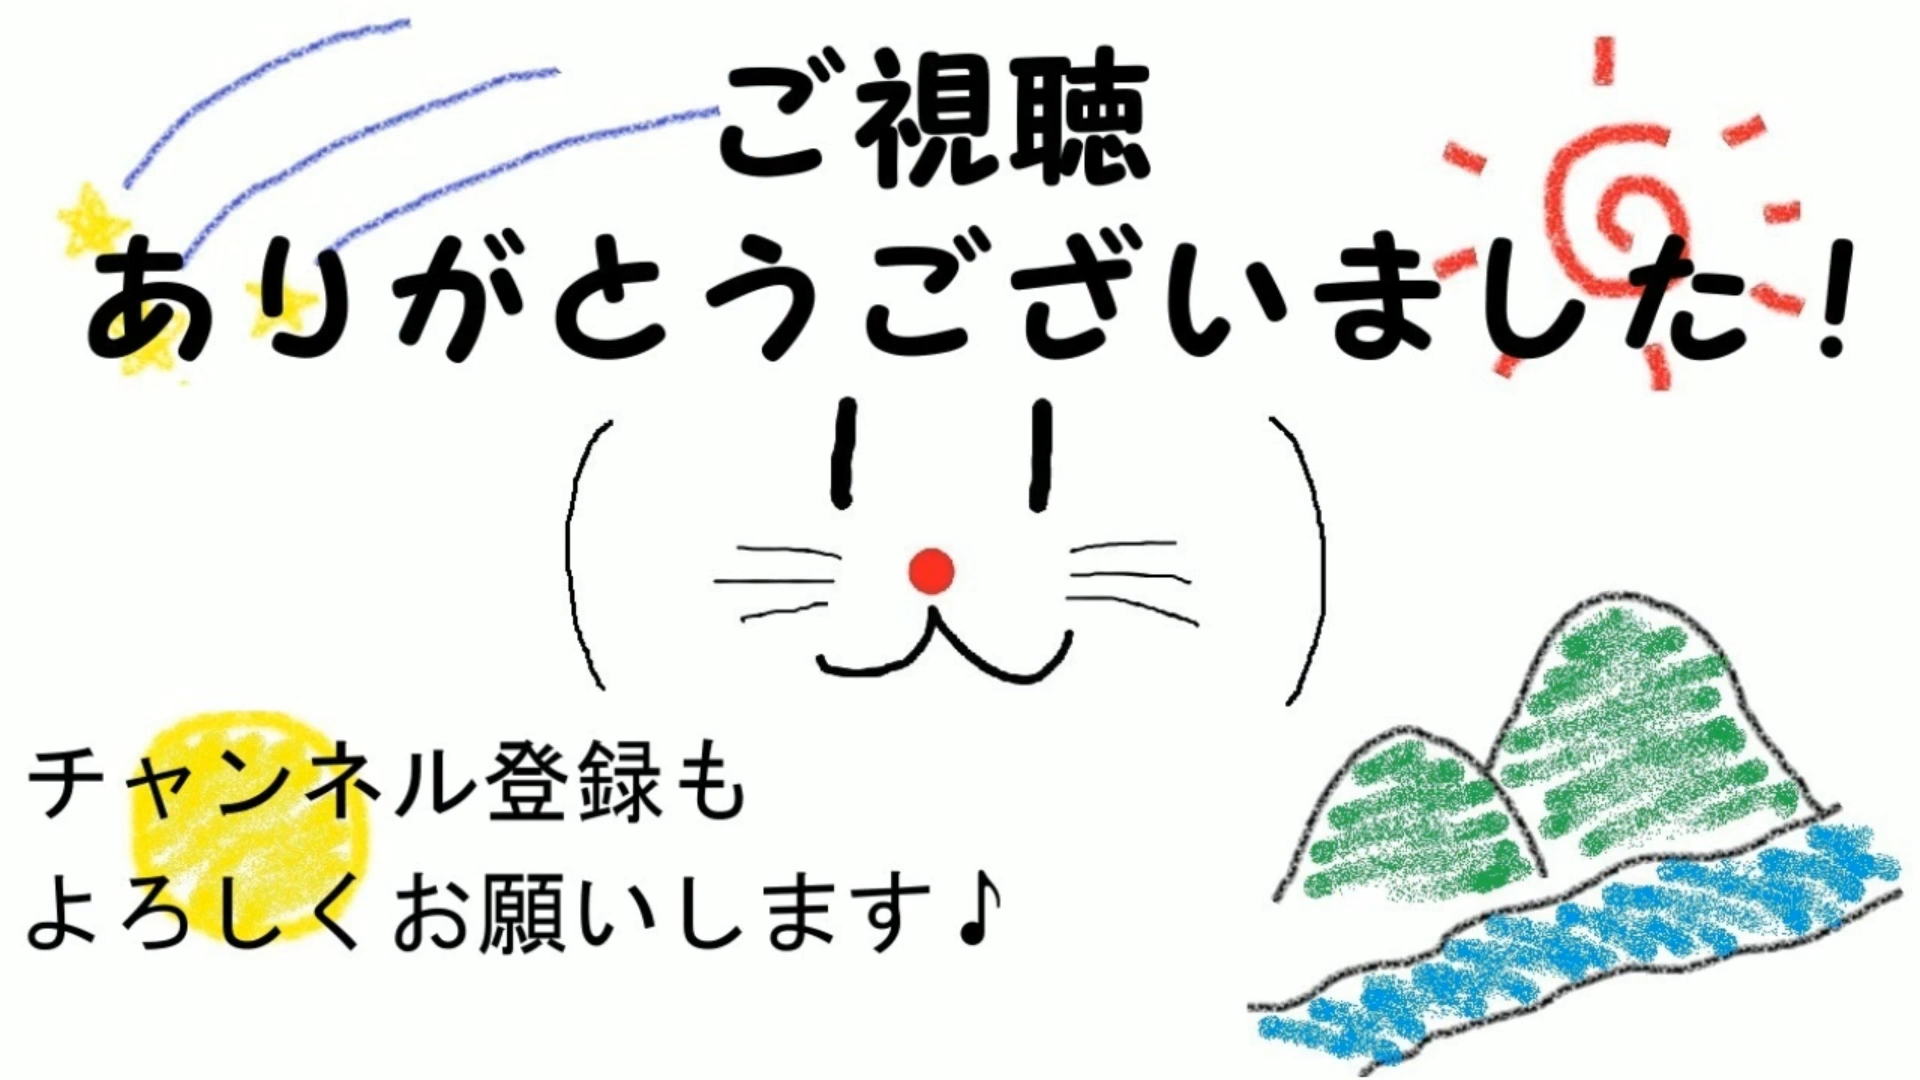 ご視聴
ありがとうございました!
チャンネル登録も
よろしくお願いします♪